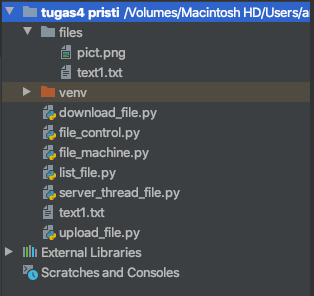 tugas4 pristi /Volumes/Macintosh HD/Users/a
files
pict.png
text1.txt
venv
download_file.py
file_control.py
file_machine.py
list_file.py
server_thread_file.py
text1.txt
upload_file.py
External Libraries
Scratches and Consoles